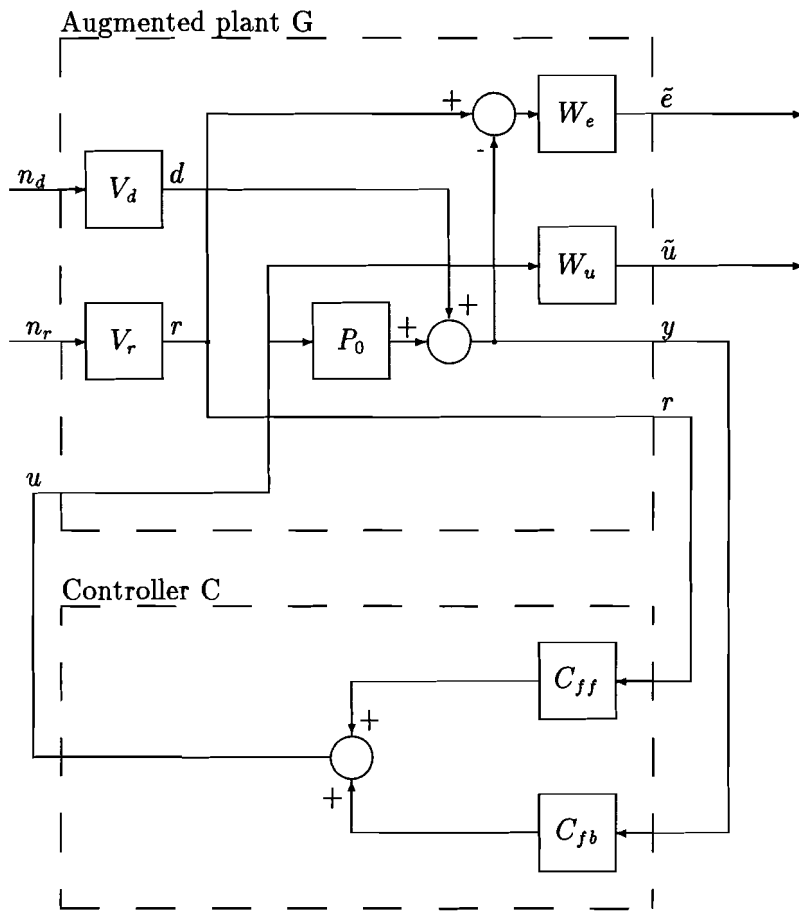 Augmented plant G
+ W_e ẽ
-
n_d V_d d
W_u ũ
+
n_r V_r r P_0 + y
r
u
Controller C
C_ff
+
+
C_fb